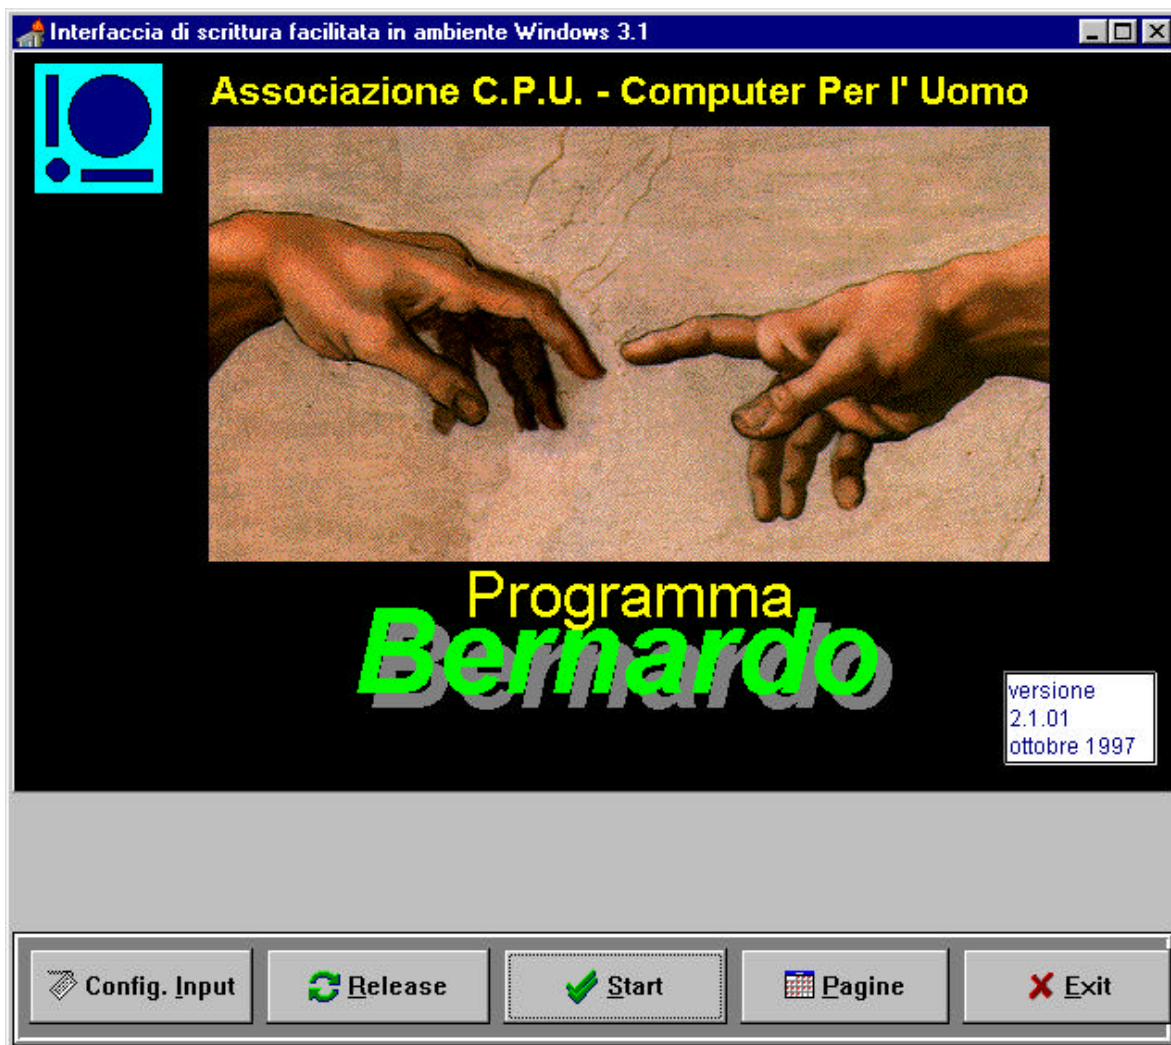 Interfaccia di scrittura facilitata in ambiente Windows 3.1
Associazione C.P.U. - Computer Per l' Uomo
Programma
Bernardo
versione
2.1.01
ottobre 1997
Config. Input
Release
Start
Pagine
Exit